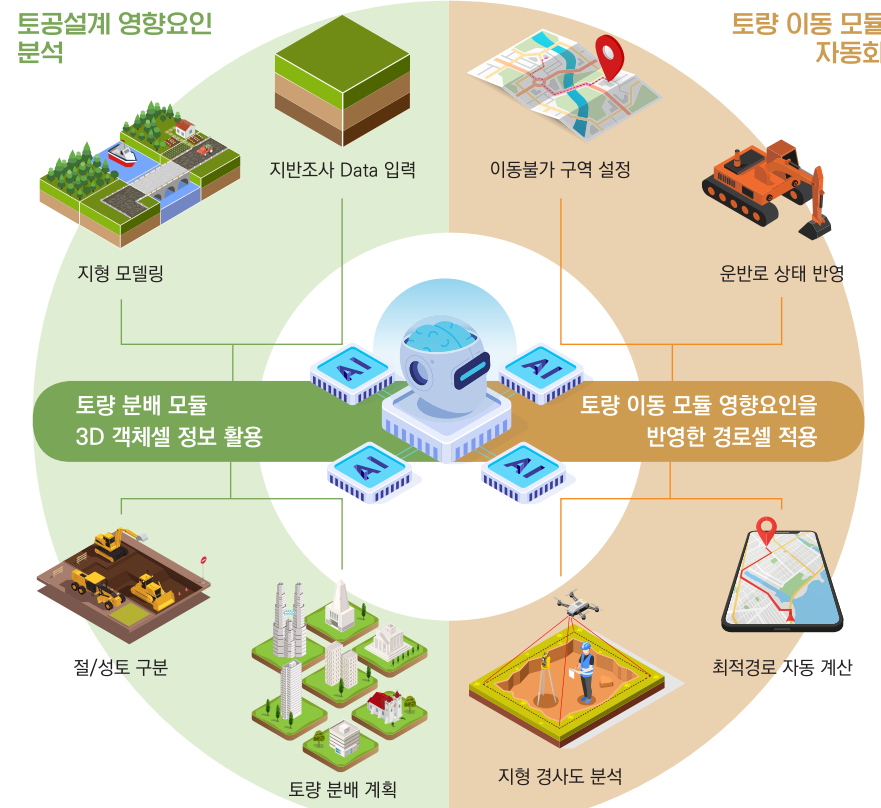 토공설계 영향요인
분석
토량 이동 모듈
자동화
지반조사 Data 입력
이동불가 구역 설정
지형 모델링
운반로 상태 반영
AI
AI
토량 분배 모듈
3D 객체셀 정보 활용
토량 이동 모듈 영향요인을
반영한 경로셀 적용
AI
AI
절/성토 구분
최적경로 자동 계산
토량 분배 계획
지형 경사도 분석